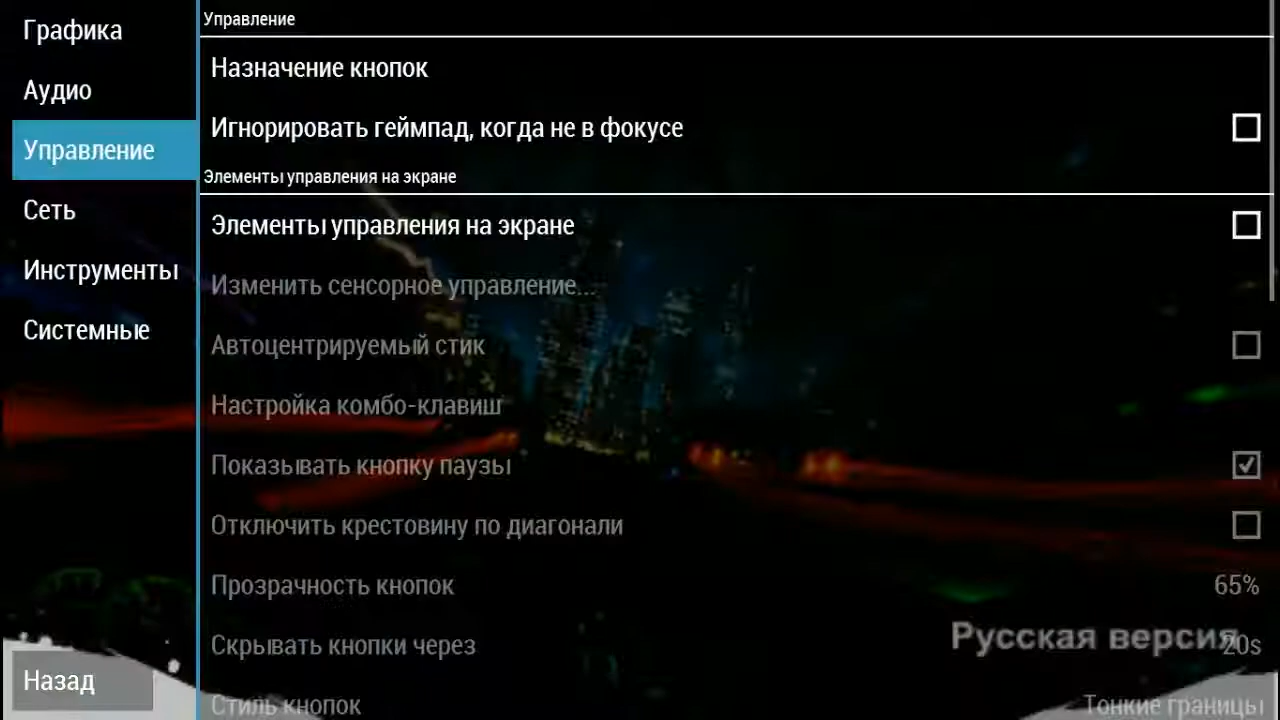 Графика
Аудио
Управление
Сеть
Инструменты
Системные
Назад
Управление
Назначение кнопок
Игнорировать геймпад, когда не в фокусе
Элементы управления на экране
Элементы управления на экране
Изменить сенсорное управление...
Автоцентрируемый стик
Настройка комбо-клавиш
Показывать кнопку паузы
Отключить крестовину по диагонали
Прозрачность кнопок 65%
Русская версия
Скрывать кнопки через 20s
Стиль кнопок Тонкие границы